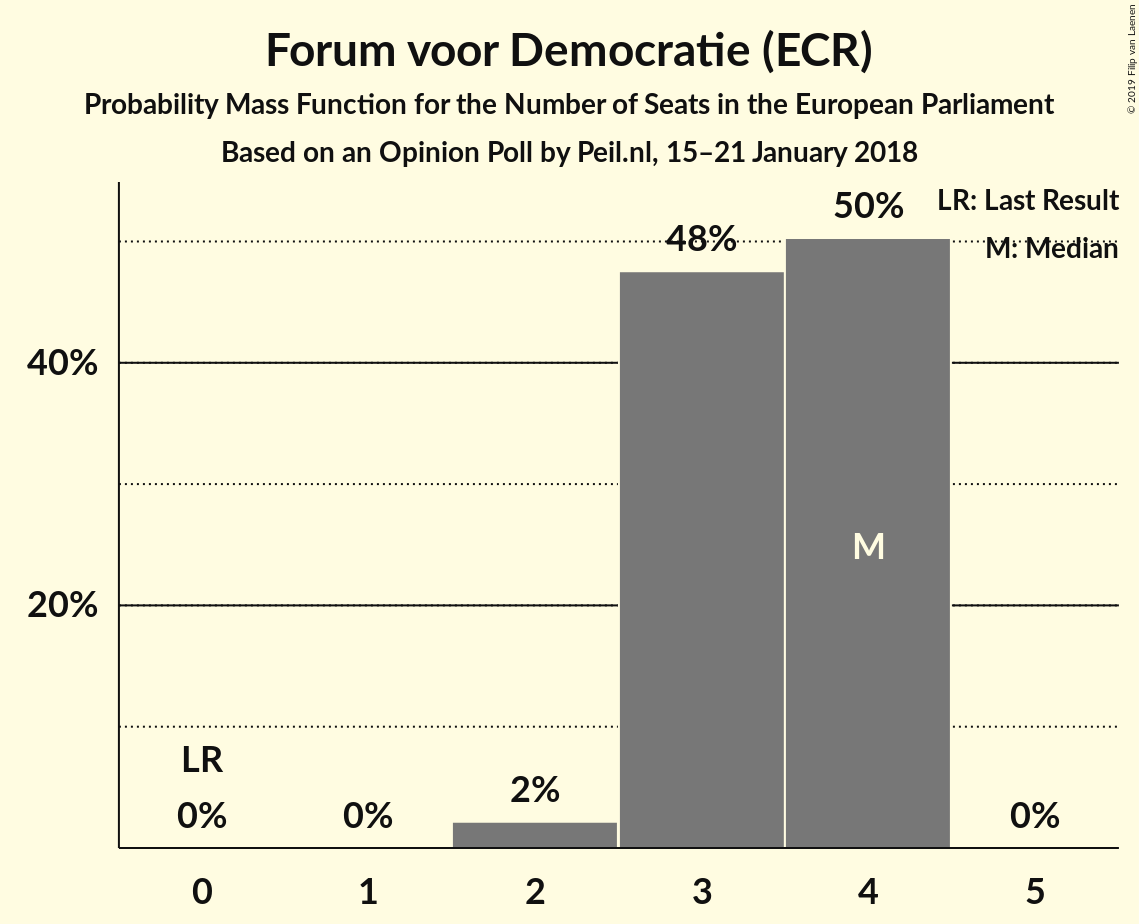 Forum voor Democratie (ECR)
Probability Mass Function for the Number of Seats in the European Parliament
Based on an Opinion Poll by Peil.nl, 15–21 January 2018
© 2019 Filip van Laenen
LR: Last Result
M: Median
50%
48%
40%
M
20%
LR
2%
0%
0%
0%
0
1
2
3
4
5